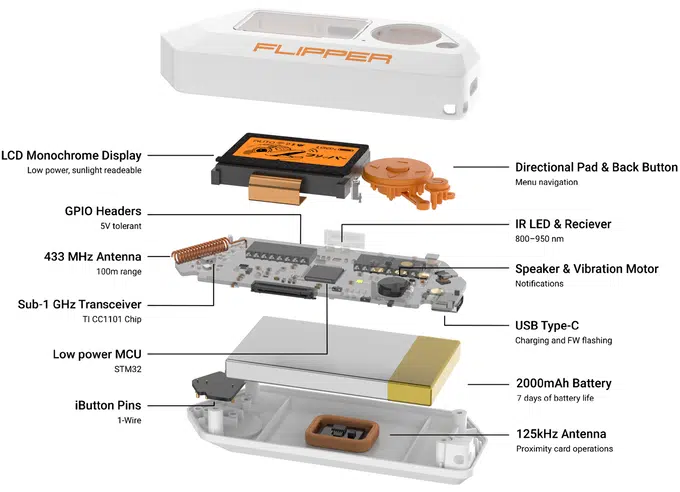 FLIPPER
LCD Monochrome Display
Low power, sunlight readeable
Directional Pad & Back Button
Menu navigation
GPIO Headers
5V tolerant
IR LED & Reciever
800–950 nm
433 MHz Antenna
100m range
Speaker & Vibration Motor
Notifications
Sub-1 GHz Transceiver
TI CC1101 Chip
USB Type-C
Charging and FW flashing
Low power MCU
STM32
2000mAh Battery
7 days of battery life
iButton Pins
1-Wire
125kHz Antenna
Proximity card operations